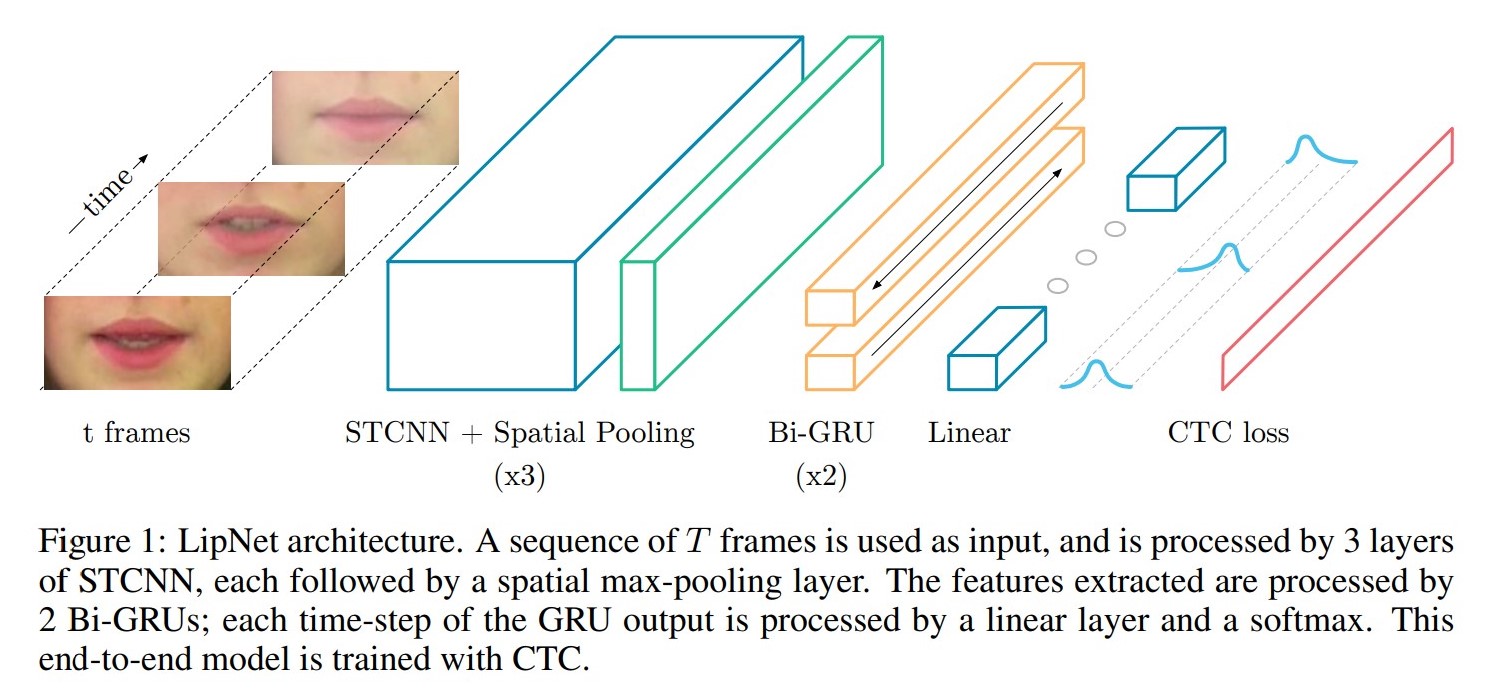 time
t frames
STCNN + Spatial Pooling
(x3)
Bi-GRU
(x2)
Linear
CTC loss
Figure 1: LipNet architecture. A sequence of T frames is used as input, and is processed by 3 layers
of STCNN, each followed by a spatial max-pooling layer. The features extracted are processed by
2 Bi-GRUs; each time-step of the GRU output is processed by a linear layer and a softmax. This
end-to-end model is trained with CTC.